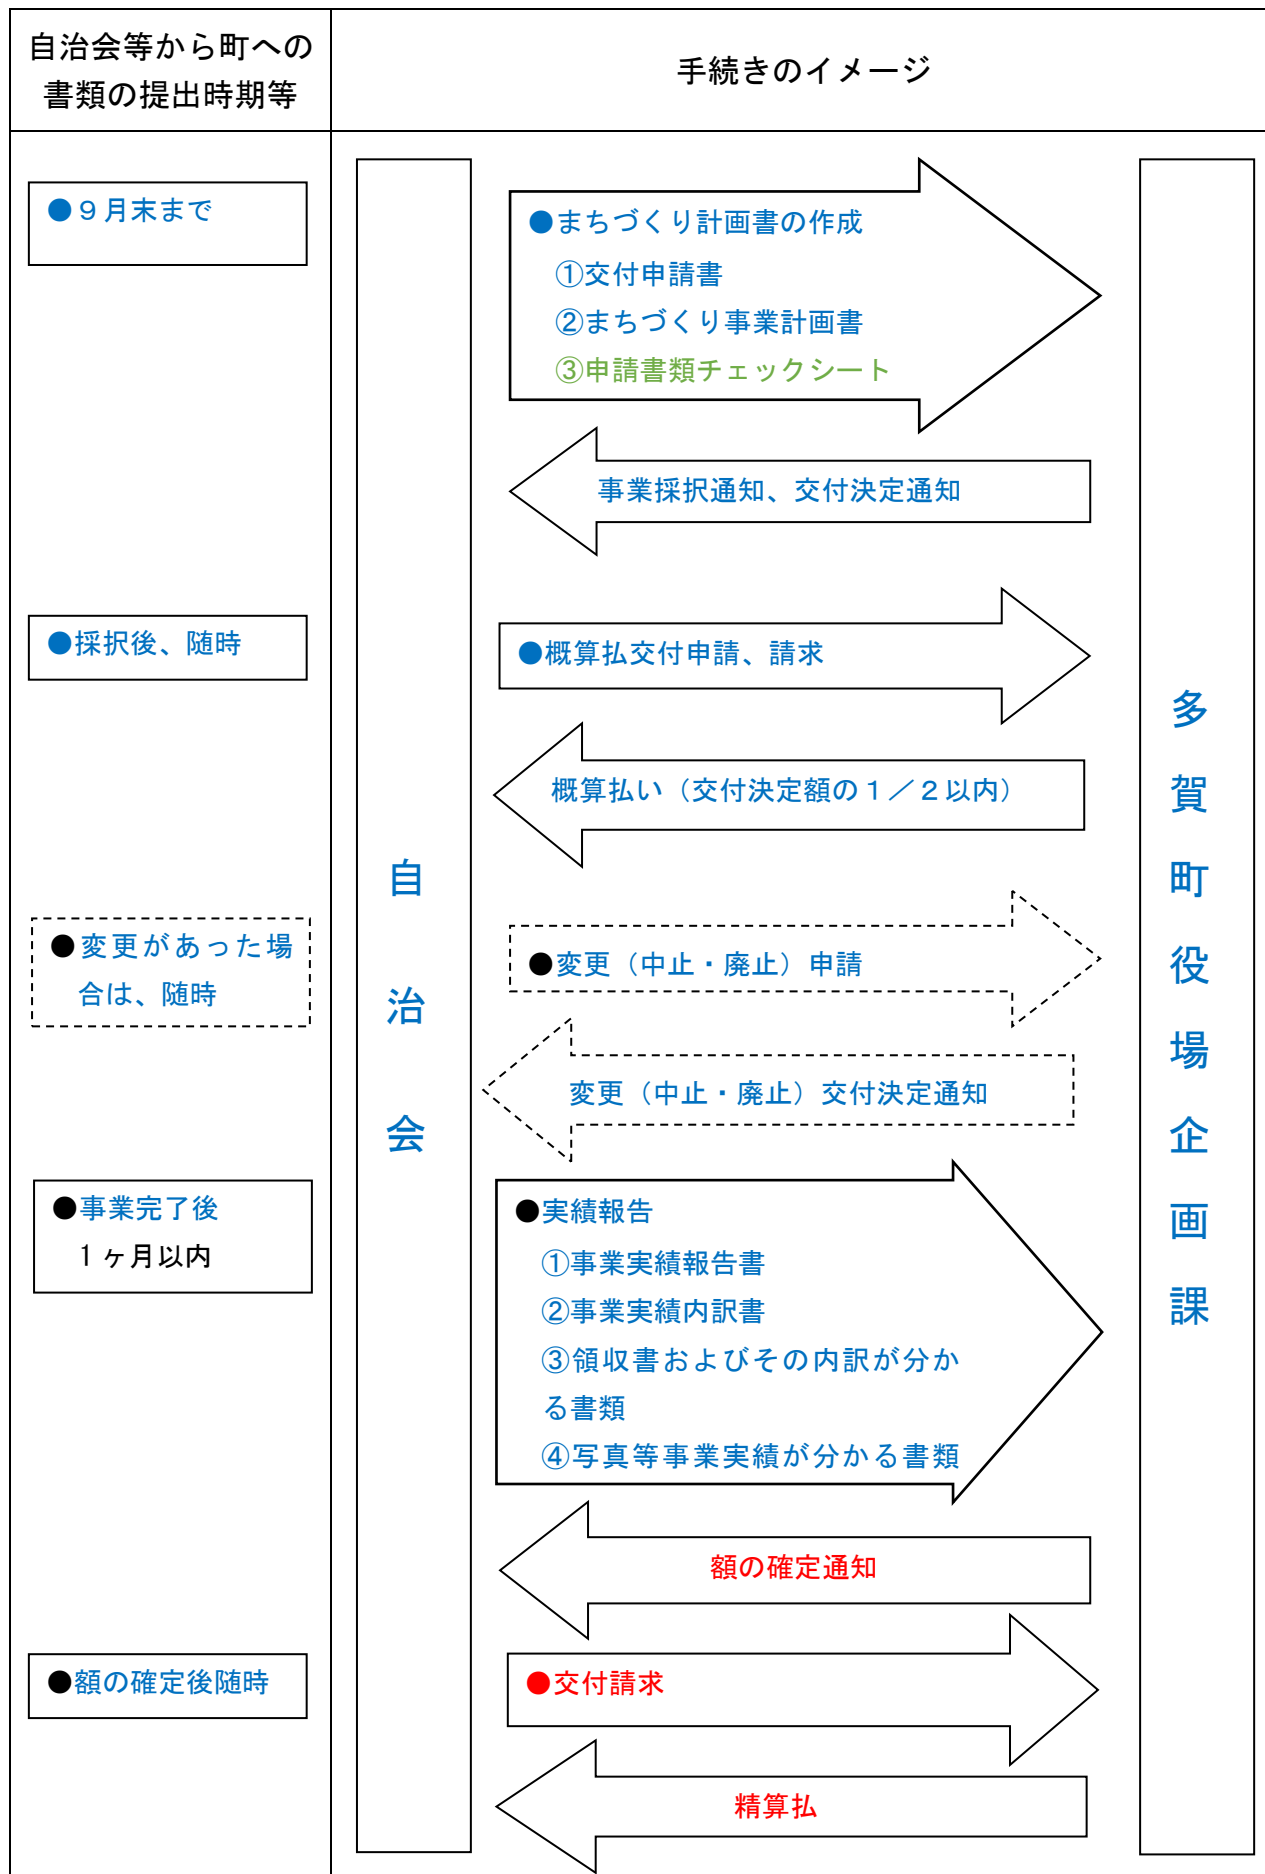 自治会等から町への
書類の提出時期等
手続きのイメージ
●９月末まで
●まちづくり計画書の作成
①交付申請書
②まちづくり事業計画書
③申請書類チェックシート
事業採択通知、交付決定通知
●採択後、随時
●概算払交付申請、請求
概算払い（交付決定額の１／２以内）
●変更があった場
合は、随時
●変更（中止・廃止）申請
変更（中止・廃止）交付決定通知
●事業完了後
1ヶ月以内
●実績報告
①事業実績報告書
②事業実績内訳書
③領収書およびその内訳が分か
る書類
④写真等事業実績が分かる書類
額の確定通知
●額の確定後随時
●交付請求
精算払
自治会
多賀町役場企画課